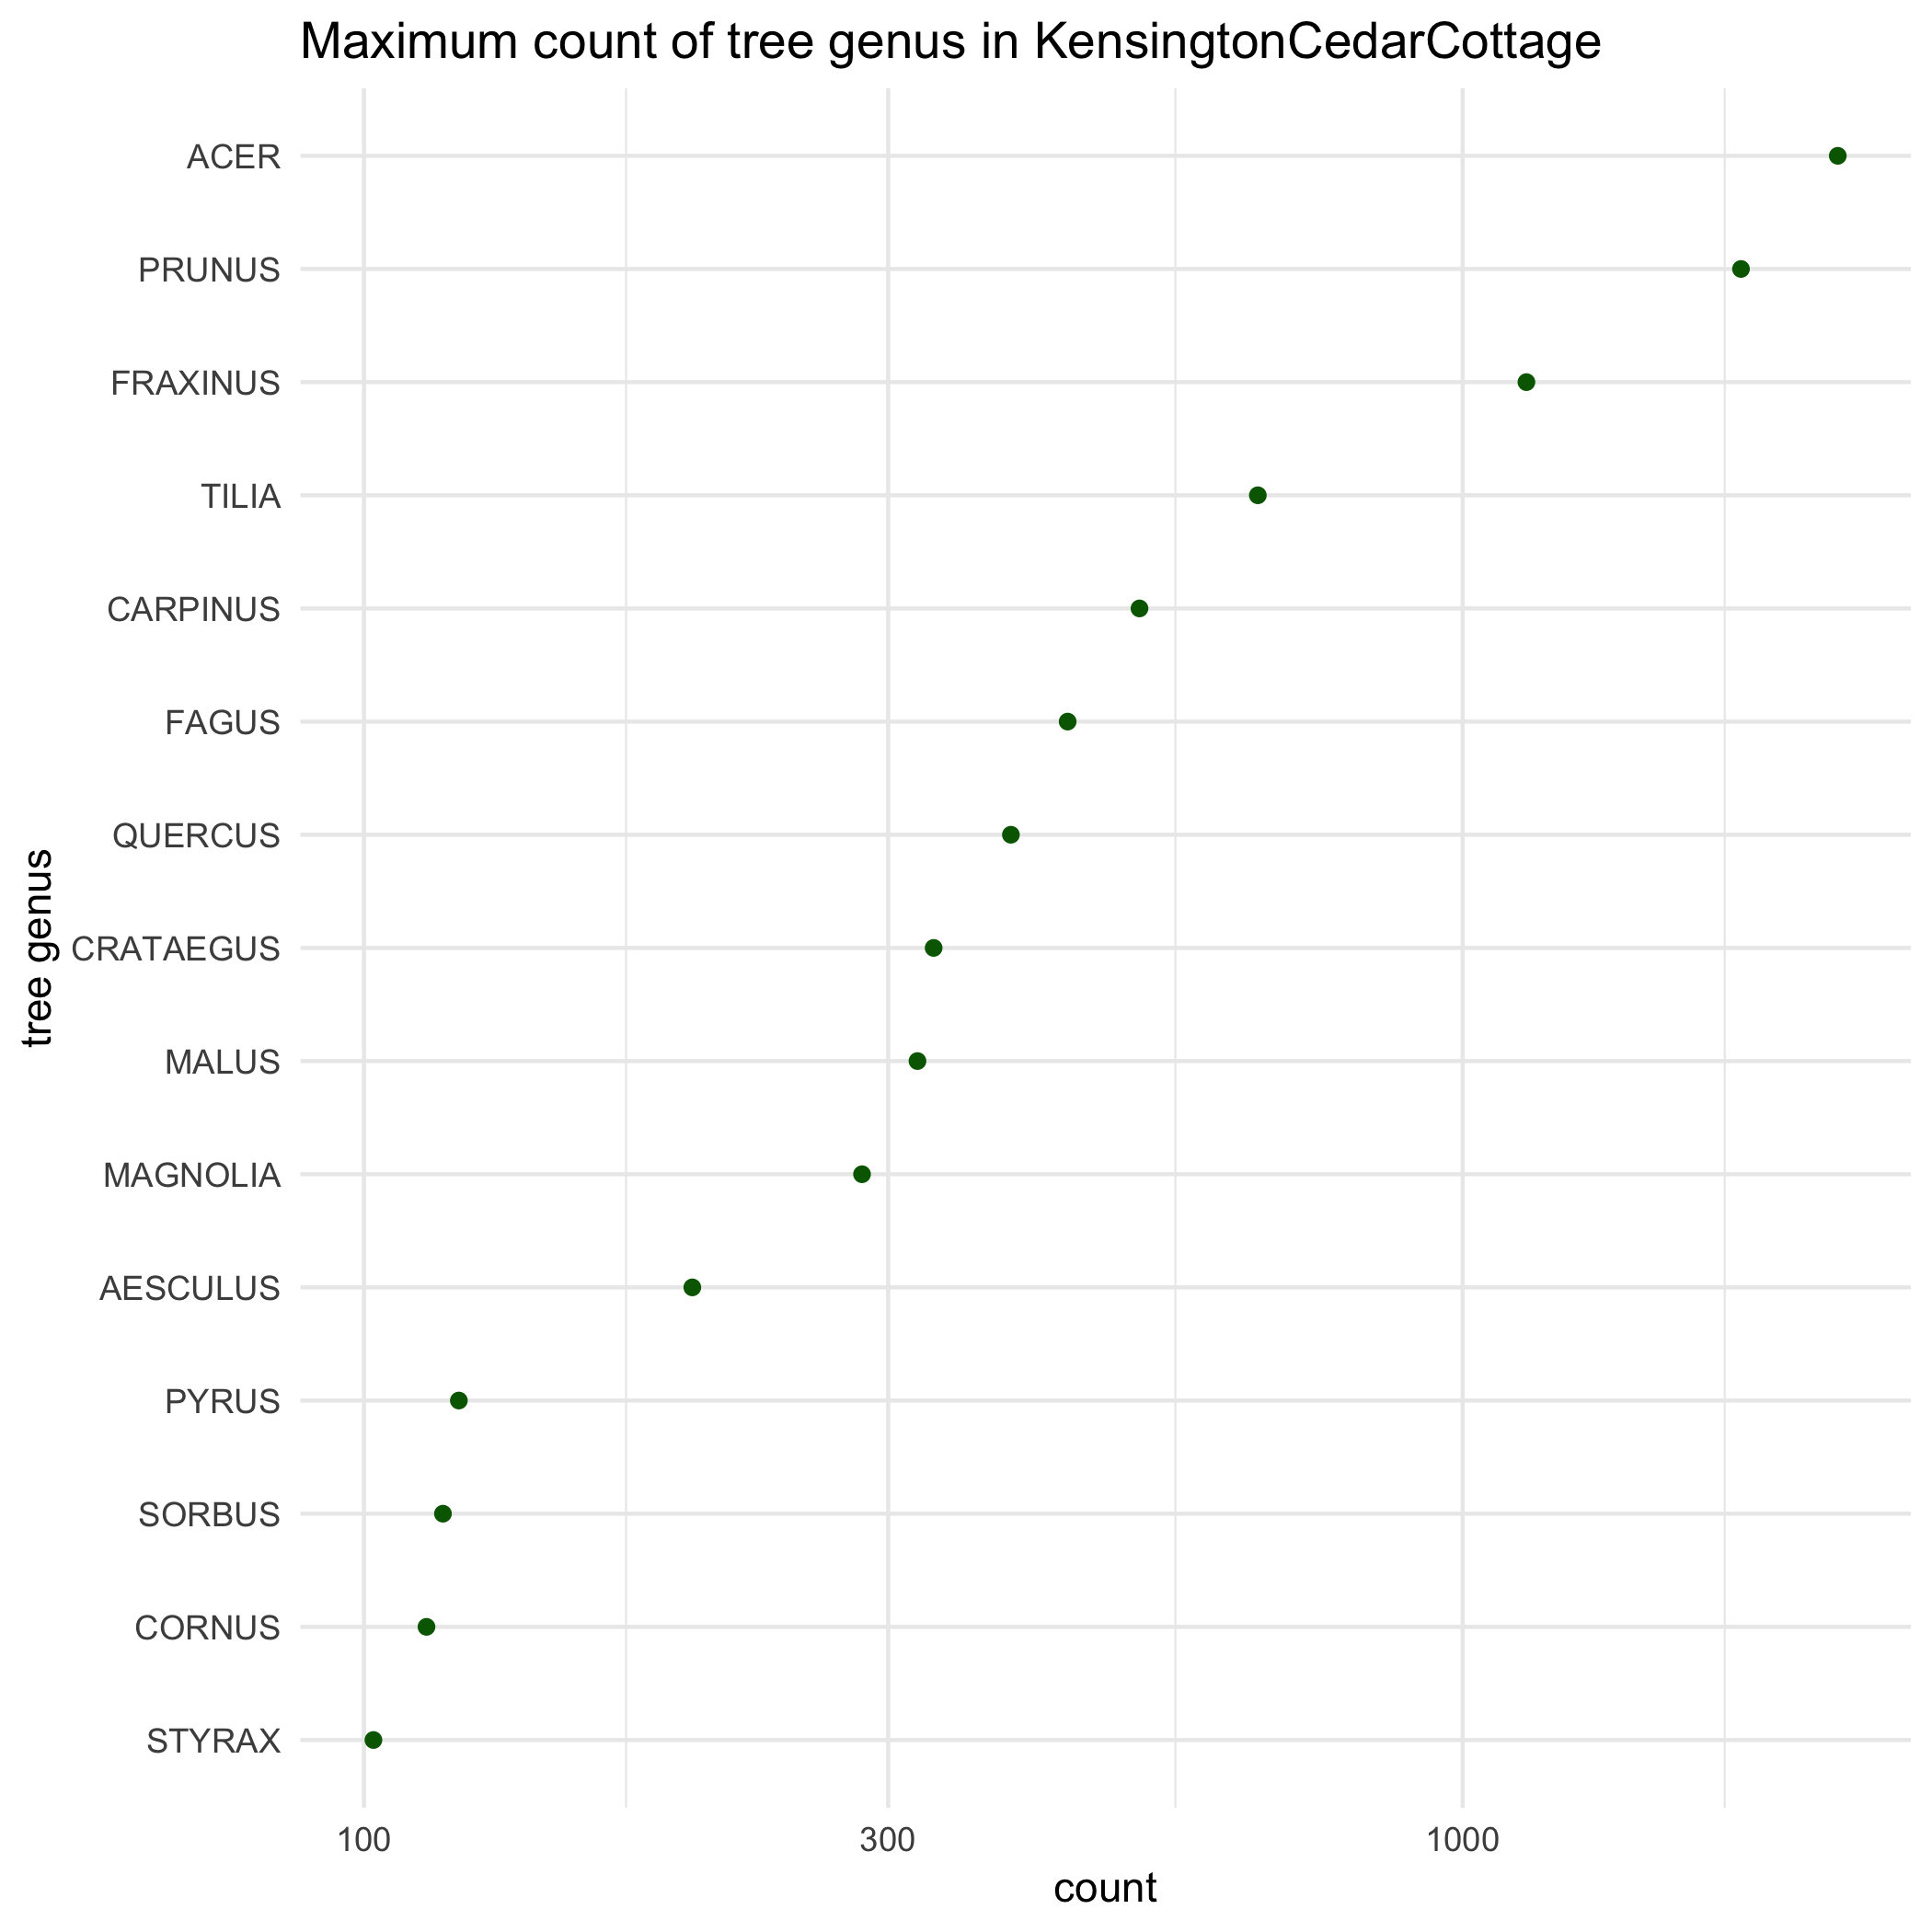 Maximum count of tree genus in KensingtonCedarCottage
ACER
PRUNUS
FRAXINUS
TILIA
CARPINUS
FAGUS
QUERCUS
CRATAEGUS
MALUS
MAGNOLIA
AESCULUS
PYRUS
SORBUS
CORNUS
STYRAX
tree genus
100 300 1000
count